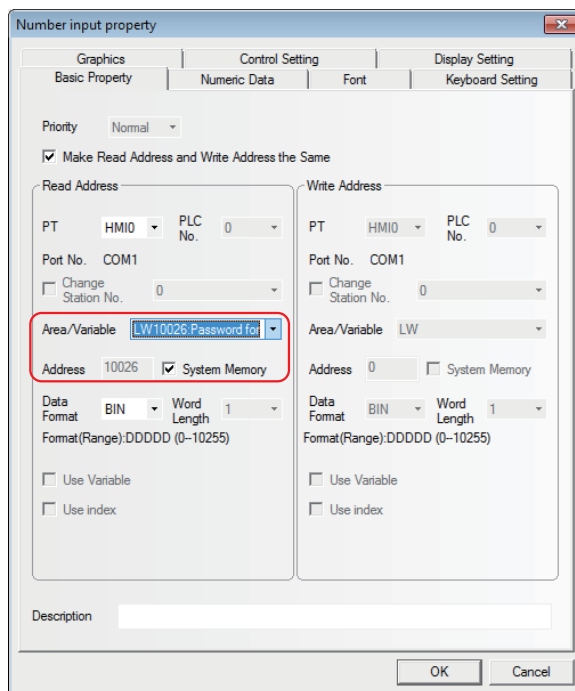 Number input property
Graphics Control Setting Display Setting
Basic Property Numeric Data Font Keyboard Setting
Priority Normal
Make Read Address and Write Address the Same
Read Address
PT HMI0 PLC No. 0
Port No. COM1
Change Station No. 0
Area/Variable LW10026:Password for
Address 10026 System Memory
Data Format BIN Word Length 1
Format(Range):DDDDD (0--10255)
Use Variable
Use index
Write Address
PT HMI0 PLC No. 0
Port No. COM1
Change Station No. 0
Area/Variable LW
Address 0 System Memory
Data Format BIN Word Length 1
Format(Range):DDDDD (0--10255)
Use Variable
Use index
Description
OK Cancel